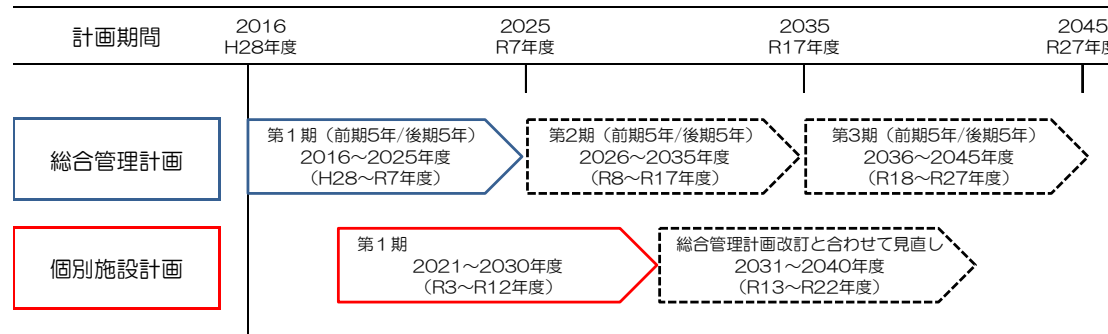 計画期間
2016
H28年度
2025
R7年度
2035
R17年度
2045
R27年度
総合管理計画
第1期（前期5年/後期5年）
2016～2025年度
（H28～R7年度）
第2期（前期5年/後期5年）
2026～2035年度
（R8～R17年度）
第3期（前期5年/後期5年）
2036～2045年度
（R18～R27年度）
個別施設計画
第1期
2021～2030年度
（R3～R12年度）
総合管理計画改訂と合わせて見直し
2031～2040年度
（R13～R22年度）